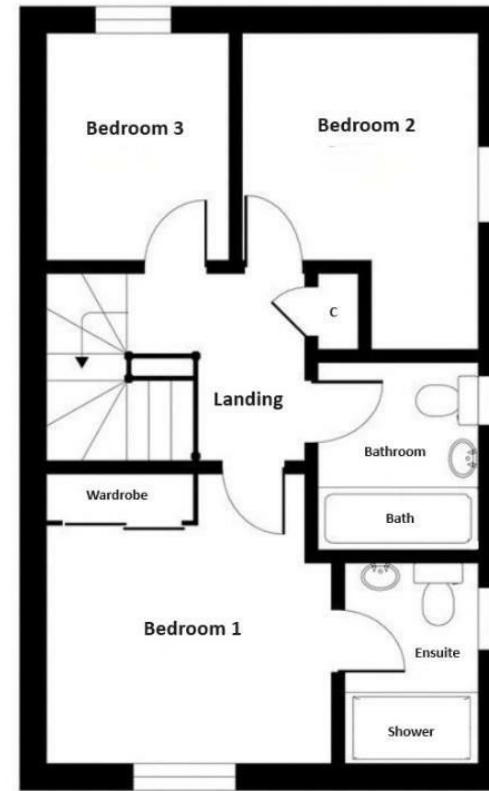 Bedroom 3
Bedroom 2
C
Landing
Bathroom
Wardrobe
Bath
Bedroom 1
Ensuite
Shower